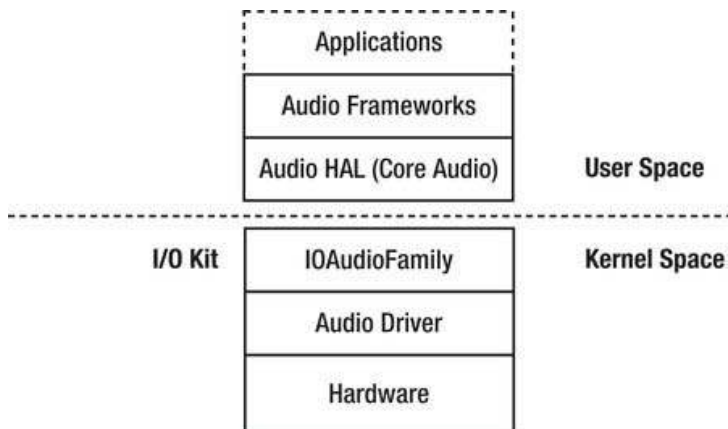 Applications
Audio Frameworks
Audio HAL (Core Audio)
User Space
I/O Kit
IOAudioFamily
Kernel Space
Audio Driver
Hardware